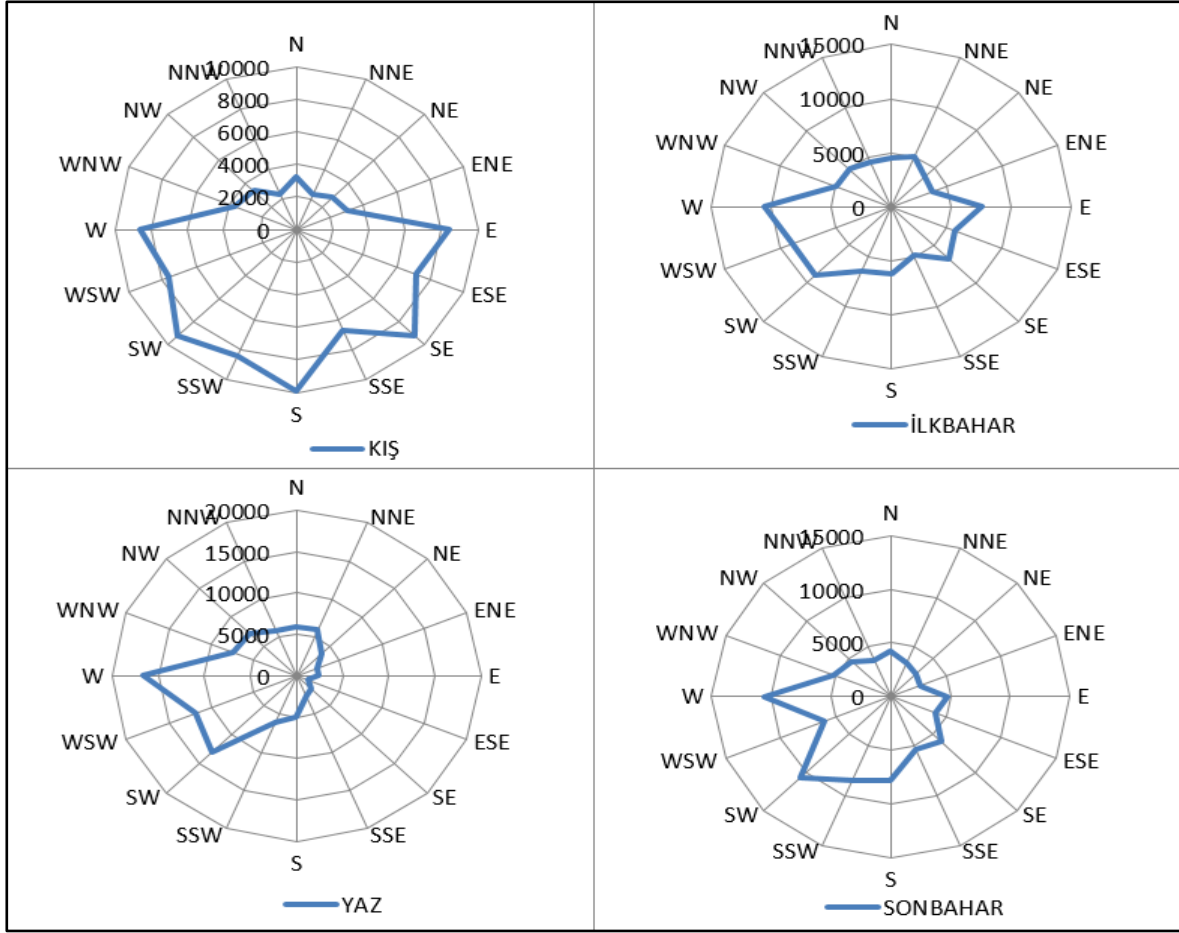 N
NNE
NE
ENE
E
ESE
SE
SSE
S
SSW
SW
WSW
W
WNW
NW
NNW
10000
8000
6000
4000
2000
0
KIŞ
N
NNE
NE
ENE
E
ESE
SE
SSE
S
SSW
SW
WSW
W
WNW
NW
NNW
15000
10000
5000
0
İLKBAHAR
N
NNE
NE
ENE
E
ESE
SE
SSE
S
SSW
SW
WSW
W
WNW
NW
NNW
20000
15000
10000
5000
0
YAZ
N
NNE
NE
ENE
E
ESE
SE
SSE
S
SSW
SW
WSW
W
WNW
NW
NNW
15000
10000
5000
0
SONBAHAR